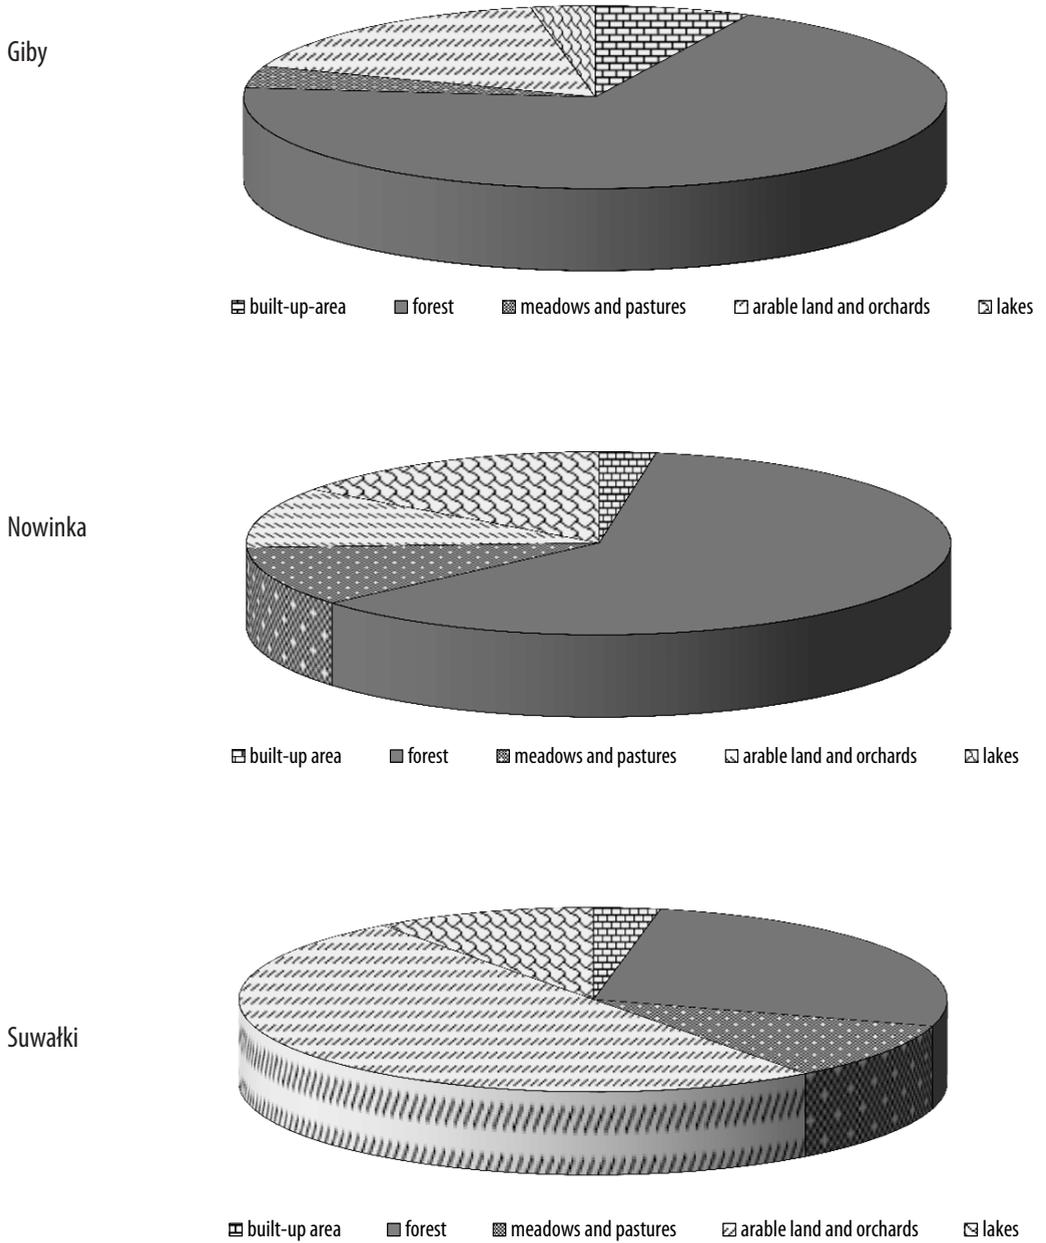 Giby
built-up-area forest meadows and pastures arable land and orchards lakes
Nowinka
built-up area forest meadows and pastures arable land and orchards lakes
Suwałki
built-up area forest meadows and pastures arable land and orchards lakes